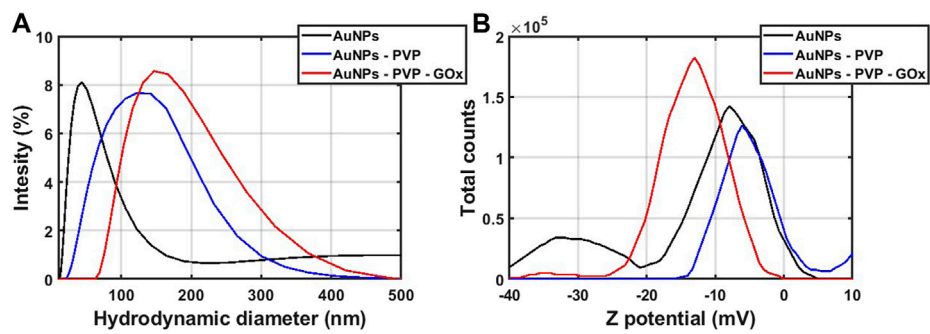 A
AuNPs
AuNPs - PVP
AuNPs - PVP - GOx
Intesity (%)
10
8
6
4
2
0
100 200 300 400 500
Hydrodynamic diameter (nm)
B
×10⁵
AuNPs
AuNPs - PVP
AuNPs - PVP - GOx
Total counts
2
1.5
1
0.5
0
-40 -30 -20 -10 0 10
Z potential (mV)